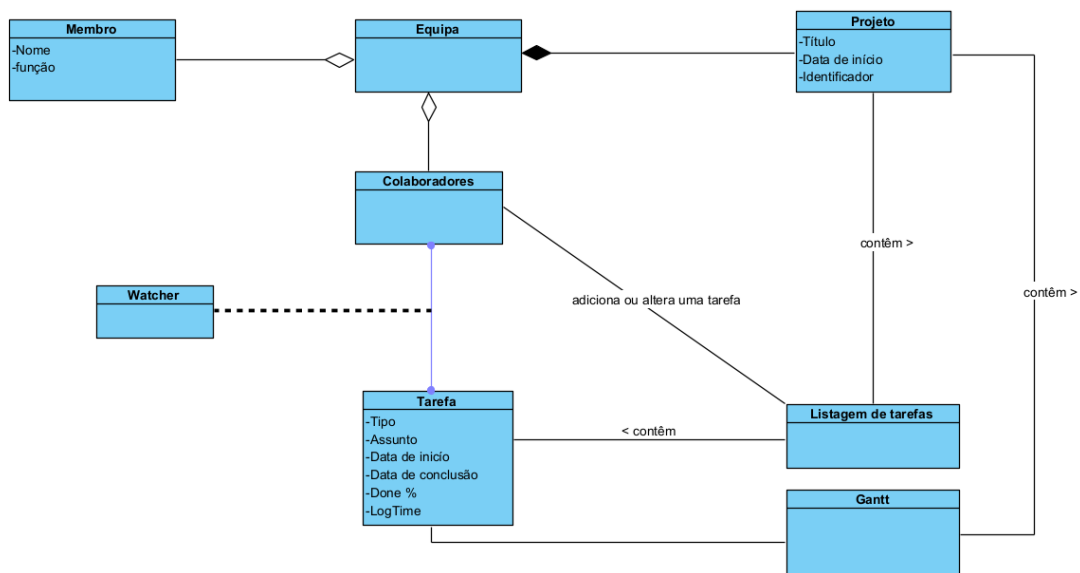 Membro
-Nome
-função
Equipa
Projeto
-Título
-Data de início
-Identificador
Colaboradores
contêm >
contêm >
Watcher
adiciona ou altera uma tarefa
Tarefa
-Tipo
-Assunto
-Data de inicío
-Data de conclusão
-Done %
-LogTime
< contêm
Listagem de tarefas
Gantt